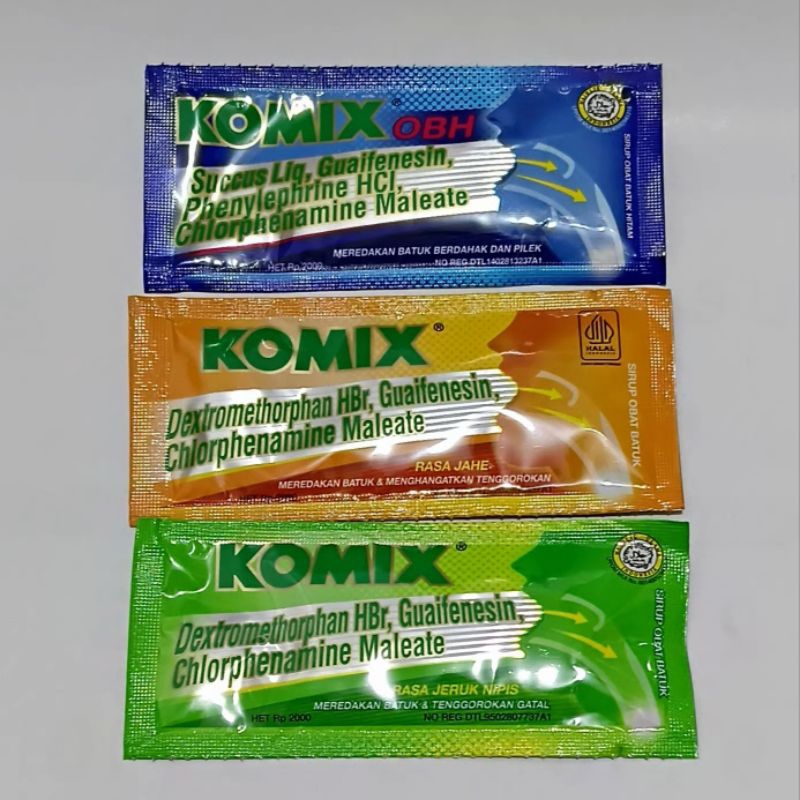 KOMIX® OBH
Succus Liq, Guaifenesin,
Phenylephrine HCl,
Chlorphenamine Maleate
MEREDAKAN BATUK BERDAHAK DAN PILEK
HET Rp.2000
NO REG DTL1402813237A1
SIRUP OBAT BATUK HITAM
KOMIX®
HALAL
INDONESIA
Dextromethorphan HBr, Guaifenesin,
Chlorphenamine Maleate
RASA JAHE
MEREDAKAN BATUK & MENGHANGATKAN TENGGOROKAN
SIRUP OBAT BATUK
KOMIX®
Dextromethorphan HBr, Guaifenesin,
Chlorphenamine Maleate
RASA JERUK NIPIS
MEREDAKAN BATUK & TENGGOROKAN GATAL
HET Rp 2000
NO REG DTL9502807737A1
SIRUP OBAT BATUK